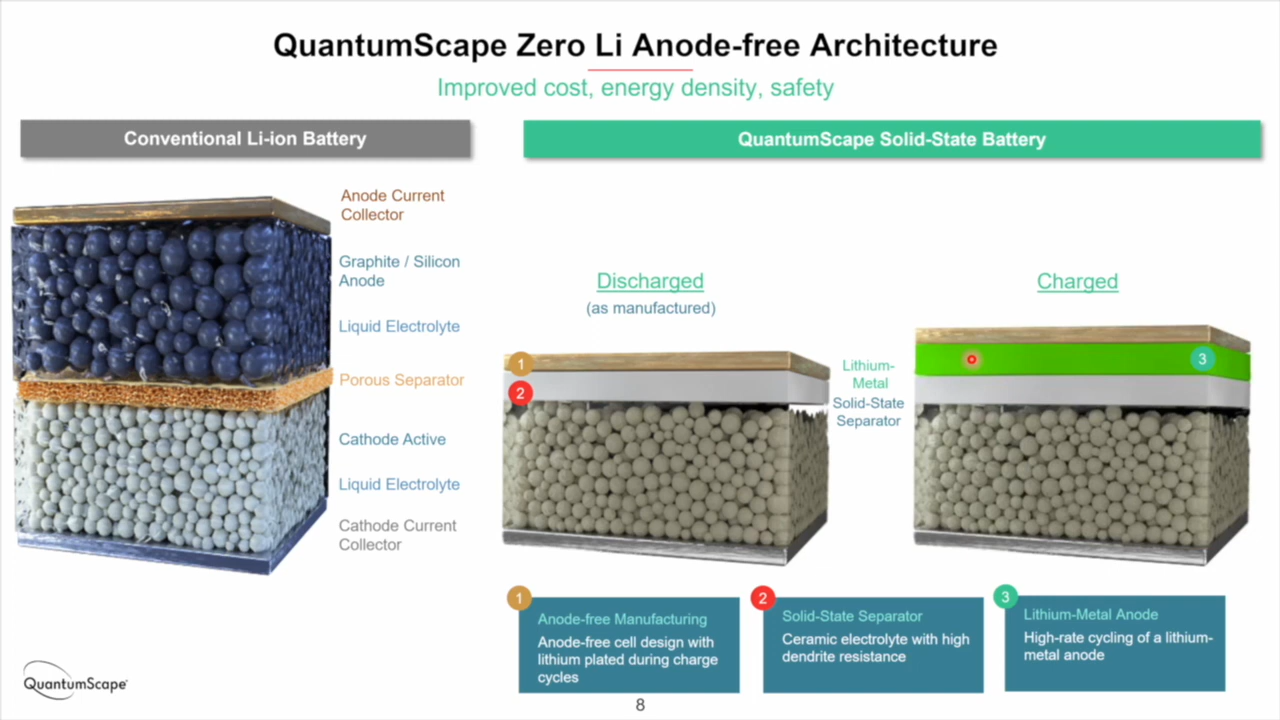 QuantumScape Zero Li Anode-free Architecture
Improved cost, energy density, safety
Conventional Li-ion Battery
Anode Current
Collector
Graphite / Silicon
Anode
Liquid Electrolyte
Porous Separator
Cathode Active
Liquid Electrolyte
Cathode Current
Collector
QuantumScape Solid-State Battery
Discharged
(as manufactured)
1
2
Lithium-
Metal
Solid-State
Separator
Charged
3
1
Anode-free Manufacturing
Anode-free cell design with
lithium plated during charge
cycles
2
Solid-State Separator
Ceramic electrolyte with high
dendrite resistance
3
Lithium-Metal Anode
High-rate cycling of a lithium-
metal anode
QuantumScape
8